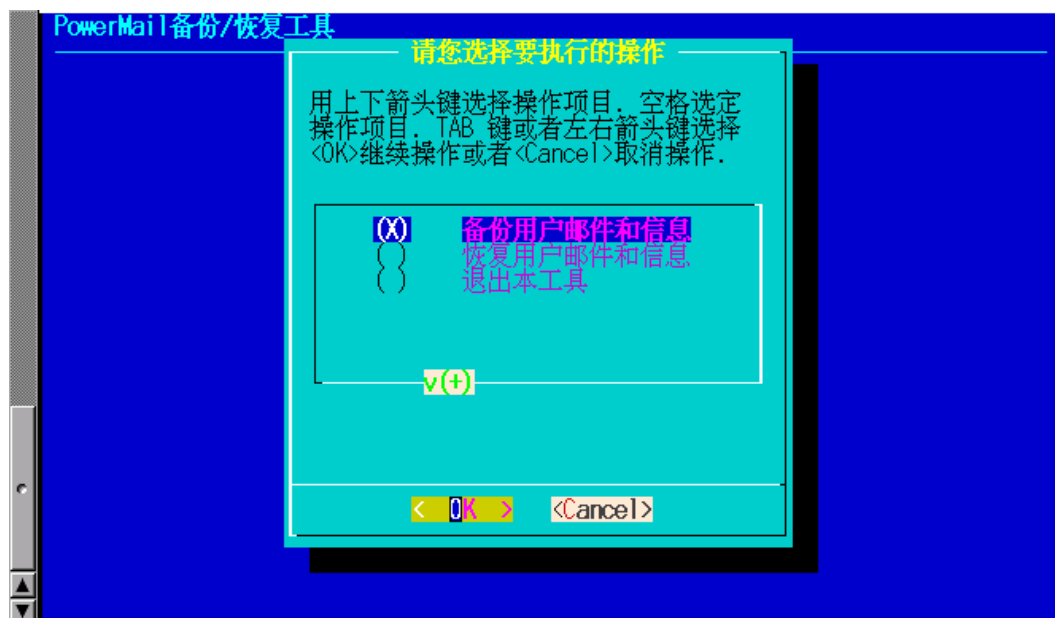 PowerMail备份/恢复工具
请您选择要执行的操作
用上下箭头键选择操作项目. 空格选定
操作项目. TAB 键或者左右箭头键选择
<OK>继续操作或者<Cancel>取消操作.
(X) 备份用户邮件和信息
( ) 恢复用户邮件和信息
( ) 退出本工具
v(+)
< OK > <Cancel>